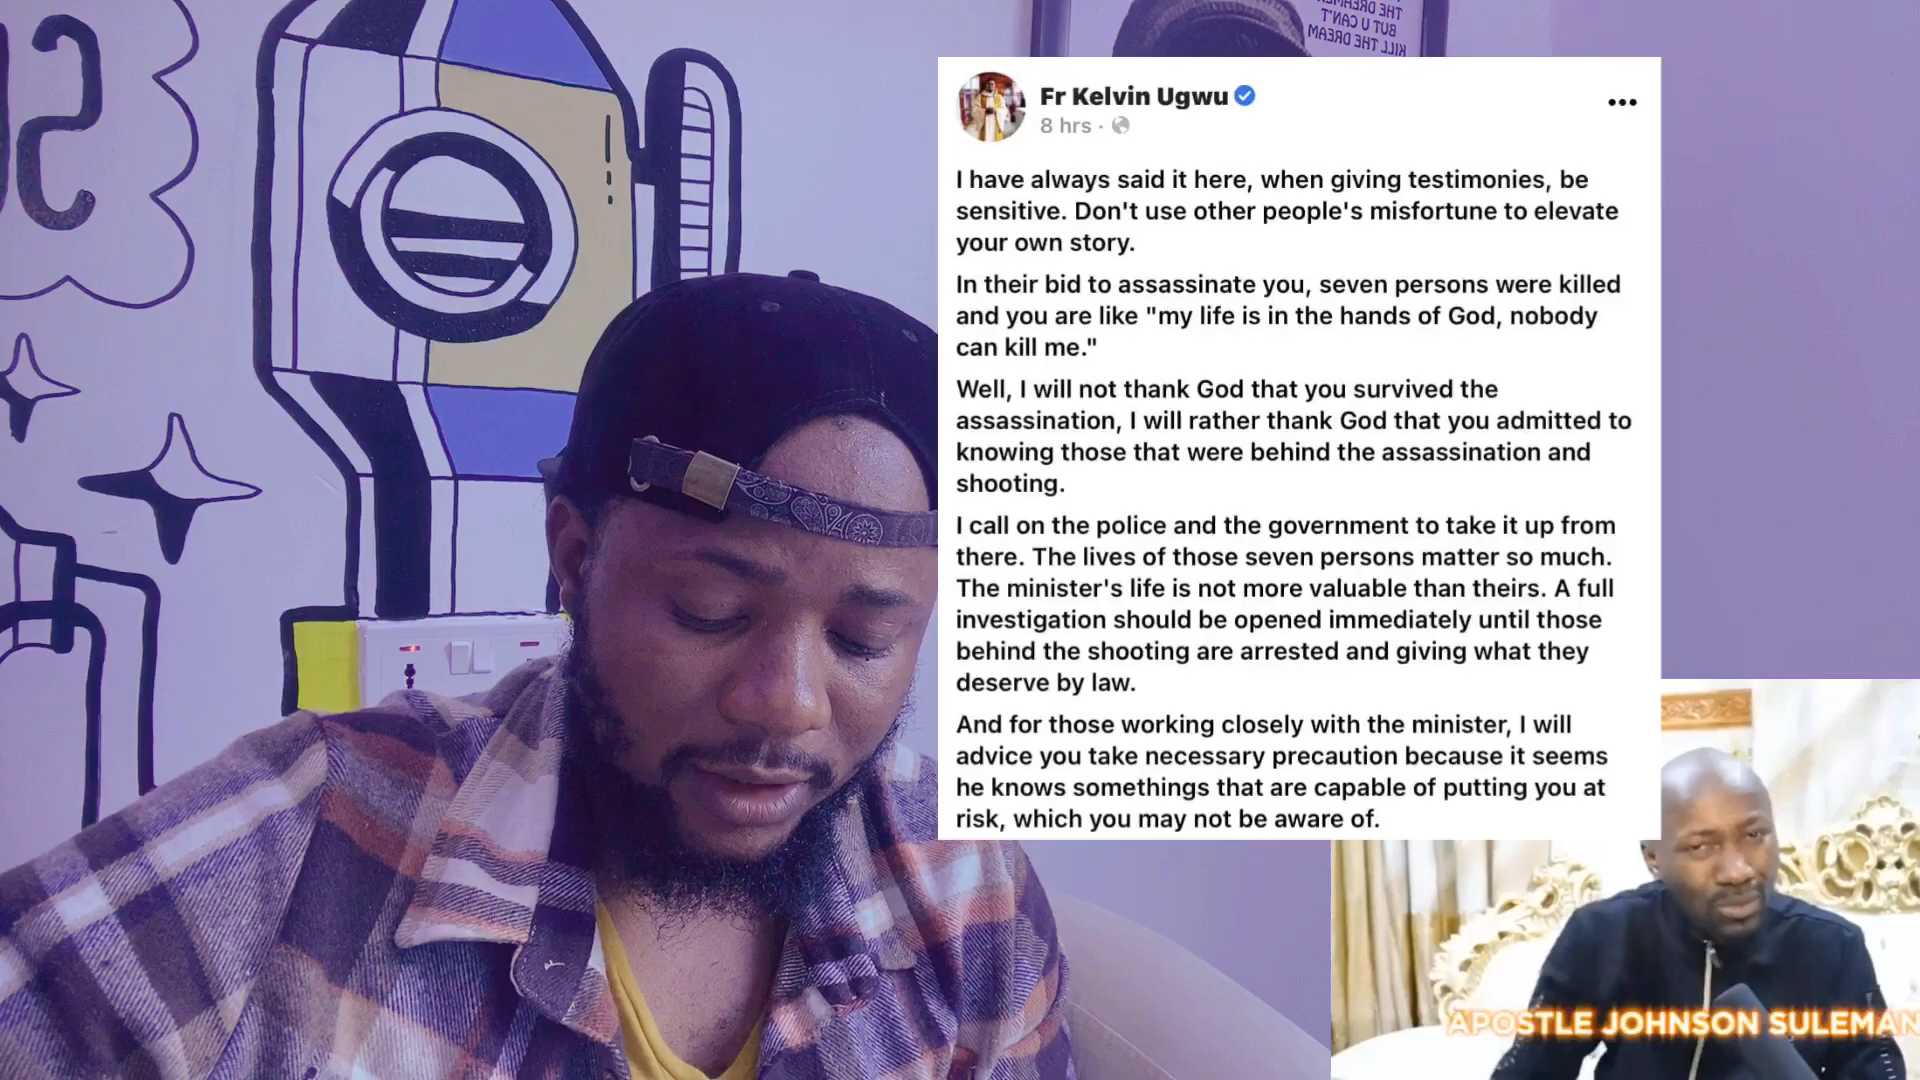 THE DREAMER
BUT U CAN'T
KILL THE DREAM
Fr Kelvin Ugwu
8 hrs ·
I have always said it here, when giving testimonies, be
sensitive. Don't use other people's misfortune to elevate
your own story.
In their bid to assassinate you, seven persons were killed
and you are like "my life is in the hands of God, nobody
can kill me."
Well, I will not thank God that you survived the
assassination, I will rather thank God that you admitted to
knowing those that were behind the assassination and
shooting.
I call on the police and the government to take it up from
there. The lives of those seven persons matter so much.
The minister's life is not more valuable than theirs. A full
investigation should be opened immediately until those
behind the shooting are arrested and giving what they
deserve by law.
And for those working closely with the minister, I will
advice you take necessary precaution because it seems
he knows somethings that are capable of putting you at
risk, which you may not be aware of.
APOSTLE JOHNSON SULEMAN